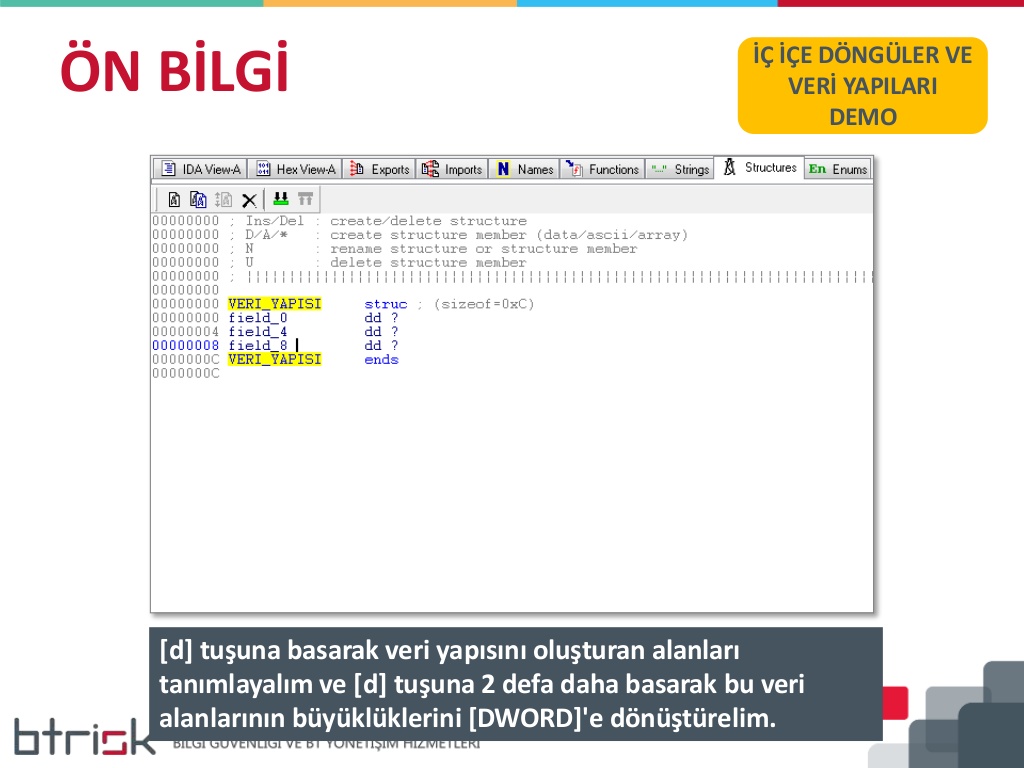 ÖN BİLGİ
İÇ İÇE DÖNGÜLER VE
VERİ YAPILARI
DEMO
IDA View-A Hex View-A Exports Imports N Names Functions "..." Strings Structures En Enums
00000000 ; Ins/Del : create/delete structure
00000000 ; D/A/* : create structure member (data/ascii/array)
00000000 ; N : rename structure or structure member
00000000 ; U : delete structure member
00000000 ; ¦¦¦¦¦¦¦¦¦¦¦¦¦¦¦¦¦¦¦¦¦¦¦¦¦¦¦¦¦¦¦¦¦¦¦¦¦¦¦¦¦¦¦¦¦¦¦¦¦¦¦¦¦¦¦¦¦¦¦¦¦¦¦¦¦¦¦¦¦¦¦¦
00000000
00000000 VERI_YAPISI struc ; (sizeof=0xC)
00000000 field_0 dd ?
00000004 field_4 dd ?
00000008 field_8 dd ?
0000000C VERI_YAPISI ends
0000000C
[d] tuşuna basarak veri yapısını oluşturan alanları
tanımlayalım ve [d] tuşuna 2 defa daha basarak bu veri
alanlarının büyüklüklerini [DWORD]'e dönüştürelim.
btrisk
BİLGİ GÜVENLİĞİ VE BT YÖNETİŞİM HİZMETLERİ